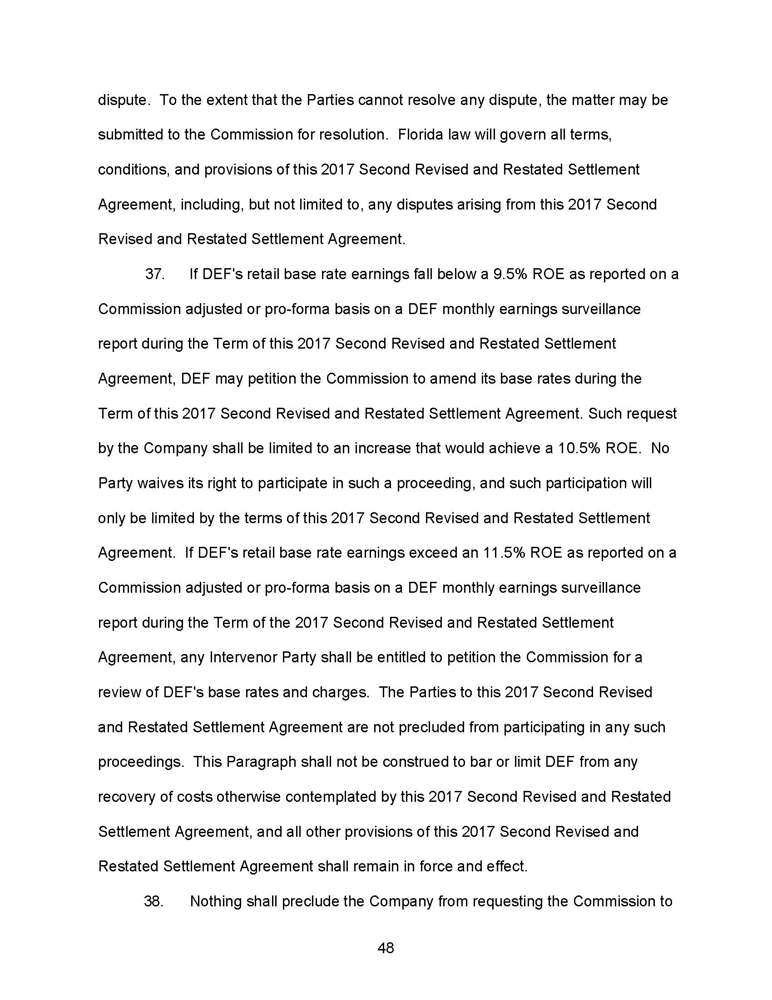 dispute.  To the extent that the Parties cannot resolve any dispute, the matter may be
submitted to the Commission for resolution.  Florida law will govern all terms,
conditions, and provisions of this 2017 Second Revised and Restated Settlement
Agreement, including, but not limited to, any disputes arising from this 2017 Second
Revised and Restated Settlement Agreement.
37. If DEF's retail base rate earnings fall below a 9.5% ROE as reported on a
Commission adjusted or pro-forma basis on a DEF monthly earnings surveillance
report during the Term of this 2017 Second Revised and Restated Settlement
Agreement, DEF may petition the Commission to amend its base rates during the
Term of this 2017 Second Revised and Restated Settlement Agreement. Such request
by the Company shall be limited to an increase that would achieve a 10.5% ROE.  No
Party waives its right to participate in such a proceeding, and such participation will
only be limited by the terms of this 2017 Second Revised and Restated Settlement
Agreement.  If DEF's retail base rate earnings exceed an 11.5% ROE as reported on a
Commission adjusted or pro-forma basis on a DEF monthly earnings surveillance
report during the Term of the 2017 Second Revised and Restated Settlement
Agreement, any Intervenor Party shall be entitled to petition the Commission for a
review of DEF's base rates and charges.  The Parties to this 2017 Second Revised
and Restated Settlement Agreement are not precluded from participating in any such
proceedings.  This Paragraph shall not be construed to bar or limit DEF from any
recovery of costs otherwise contemplated by this 2017 Second Revised and Restated
Settlement Agreement, and all other provisions of this 2017 Second Revised and
Restated Settlement Agreement shall remain in force and effect.
38. Nothing shall preclude the Company from requesting the Commission to
48